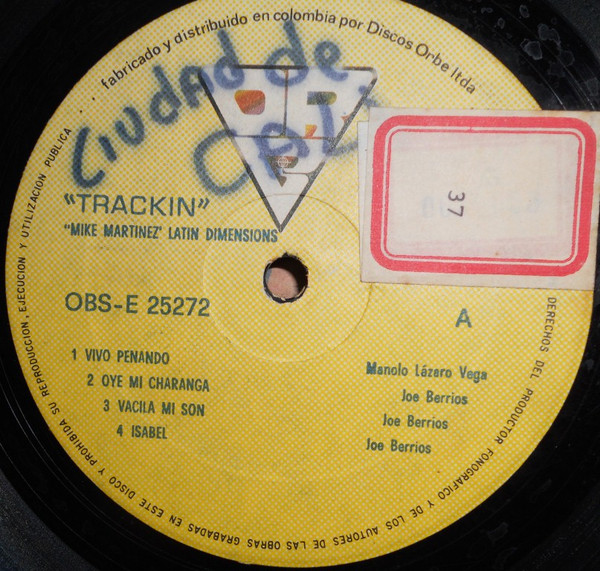 fabricado y distribuido en colombia por Discos Orbe ltda
Ciudad de
CALI
37
"TRACKIN"
"MIKE MARTINEZ' LATIN DIMENSIONS
OBS-E 25272
A
1 VIVO PENANDO Manolo Lázaro Vega
2 OYE MI CHARANGA Joe Berrios
3 VACILA MI SON Joe Berrios
4 ISABEL Joe Berrios
DERECHOS DEL PRODUCTOR FONOGRAFICO Y DE LOS AUTORES DE LAS OBRAS GRABADAS EN ESTE DISCO Y PROHIBIDA SU REPRODUCCION, EJECUCION Y UTILIZACION PUBLICA